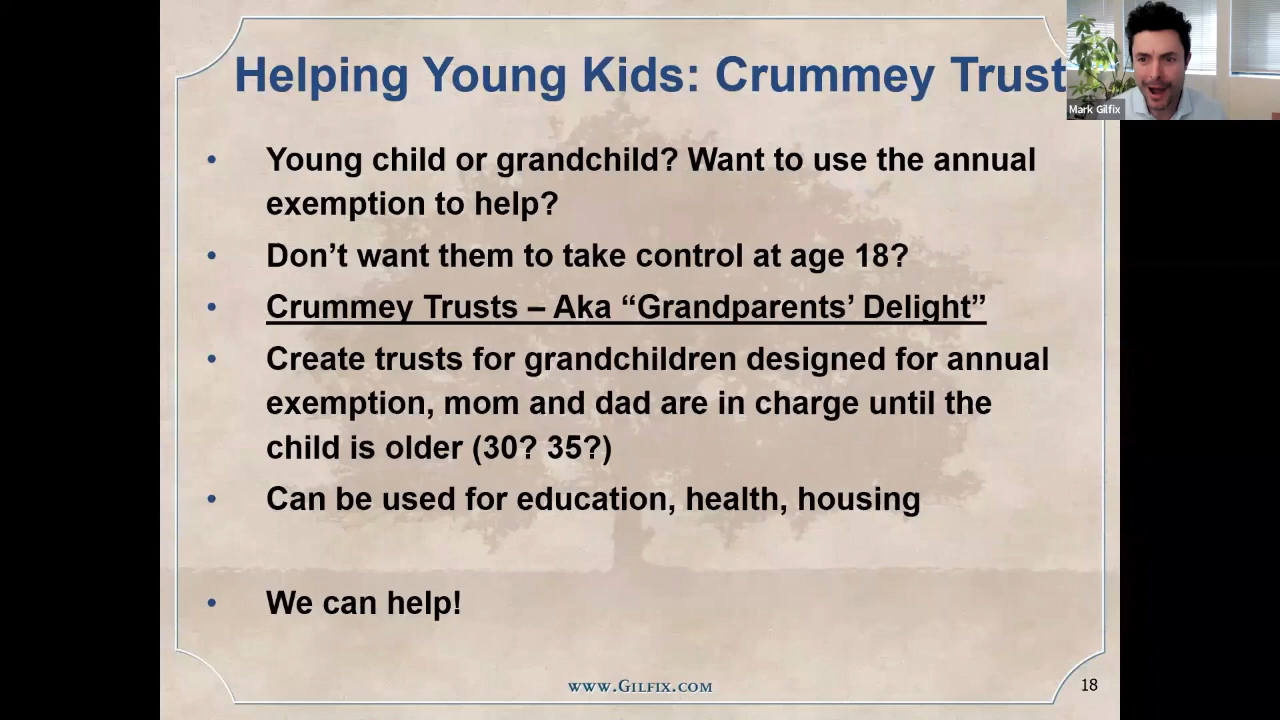 Helping Young Kids: Crummey Trust
Mark Gilfix
• Young child or grandchild? Want to use the annual
exemption to help?
• Don’t want them to take control at age 18?
• Crummey Trusts – Aka “Grandparents’ Delight”
• Create trusts for grandchildren designed for annual
exemption, mom and dad are in charge until the
child is older (30? 35?)
• Can be used for education, health, housing
• We can help!
www.Gilfix.com
18